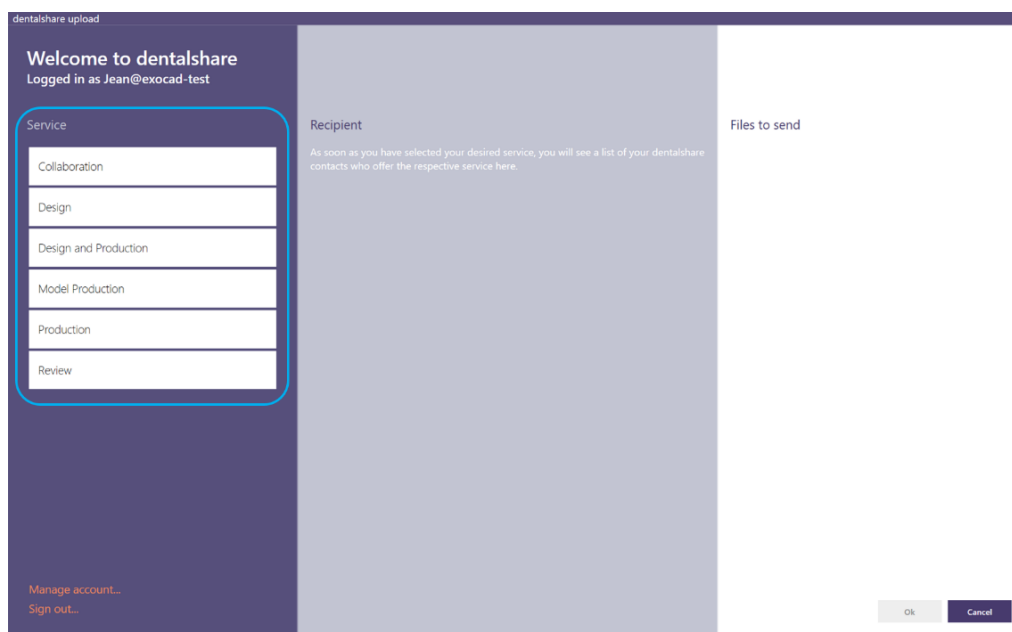 dentalshare upload
Welcome to dentalshare
Logged in as Jean@exocad-test
Service
Collaboration
Design
Design and Production
Model Production
Production
Review
Manage account...
Sign out...
Recipient
As soon as you have selected your desired service, you will see a list of your dentalshare
contacts who offer the respective service here.
Files to send
Ok
Cancel